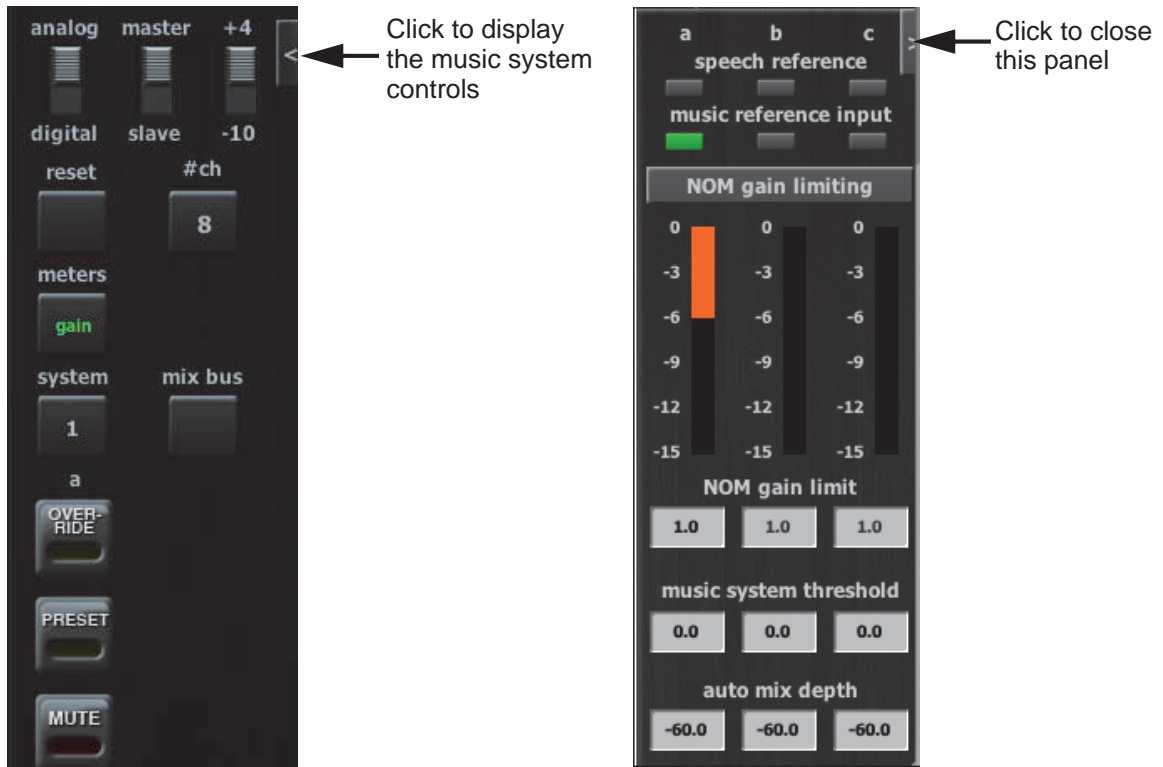 analog master +4
<
digital slave -10
reset #ch
8
meters
gain
system mix bus
1
a
OVER-
RIDE
PRESET
MUTE
Click to display
the music system
controls
a b c
>
speech reference
music reference input
NOM gain limiting
0 0 0
-3 -3 -3
-6 -6 -6
-9 -9 -9
-12 -12 -12
-15 -15 -15
NOM gain limit
1.0 1.0 1.0
music system threshold
0.0 0.0 0.0
auto mix depth
-60.0 -60.0 -60.0
Click to close
this panel